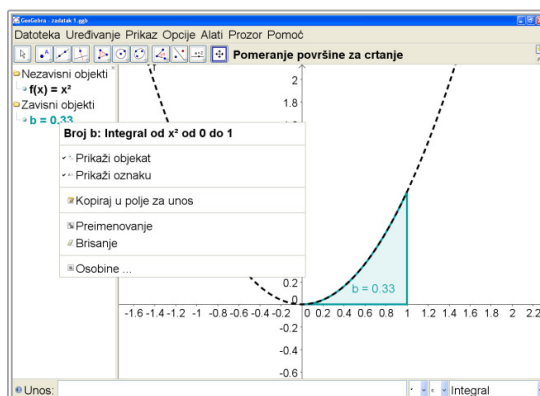 GeoGebra - zadatak 1.ggb
Datoteka Uređivanje Prikaz Opcije Alati Prozor Pomoć
Pomeranje površine za crtanje
Nezavisni objekti
f(x) = x²
Zavisni objekti
b = 0.33
Broj b: Integral od x² od 0 do 1
Prikaži objekat
Prikaži oznaku
Kopiraj u polje za unos
Preimenovanje
Brisanje
Osobine ...
2
1.8
0.2
0
b = 0.33
-1.6 -1.4 -1.2 -1 -0.8 -0.6 -0.4 -0.2 0 0.2 0.4 0.6 0.8 1 1.2 1.4 1.6 1.8 2 2.2
-0.2
-0.4
-0.6
Unos:
Integral